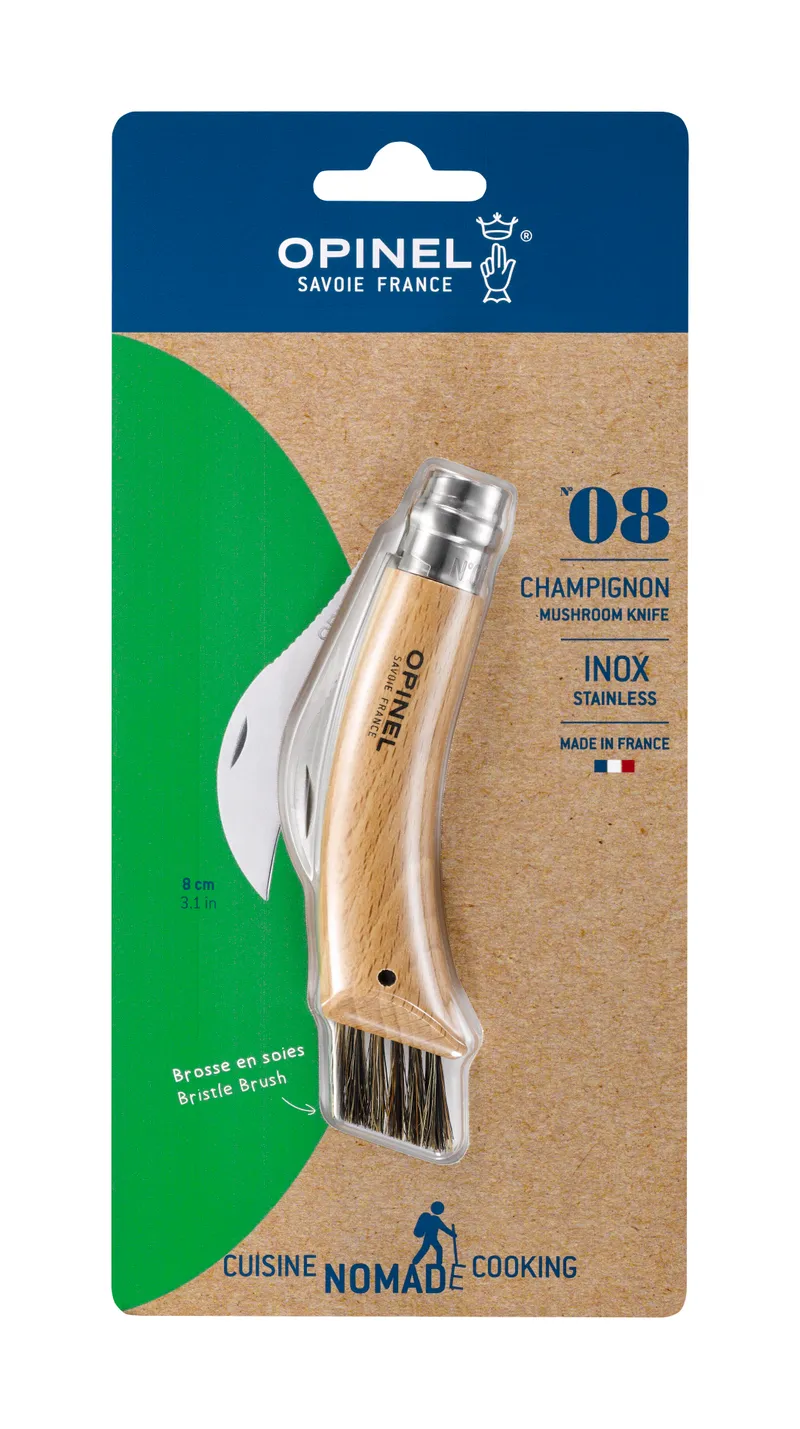 OPINEL ®
SAVOIE FRANCE
N° 08
CHAMPIGNON
MUSHROOM KNIFE
INOX
STAINLESS
MADE IN FRANCE
N°
OPINEL
SAVOIE FRANCE
8 cm
3.1 in
Brosse en soies
Bristle Brush
CUISINE NOMADE COOKING